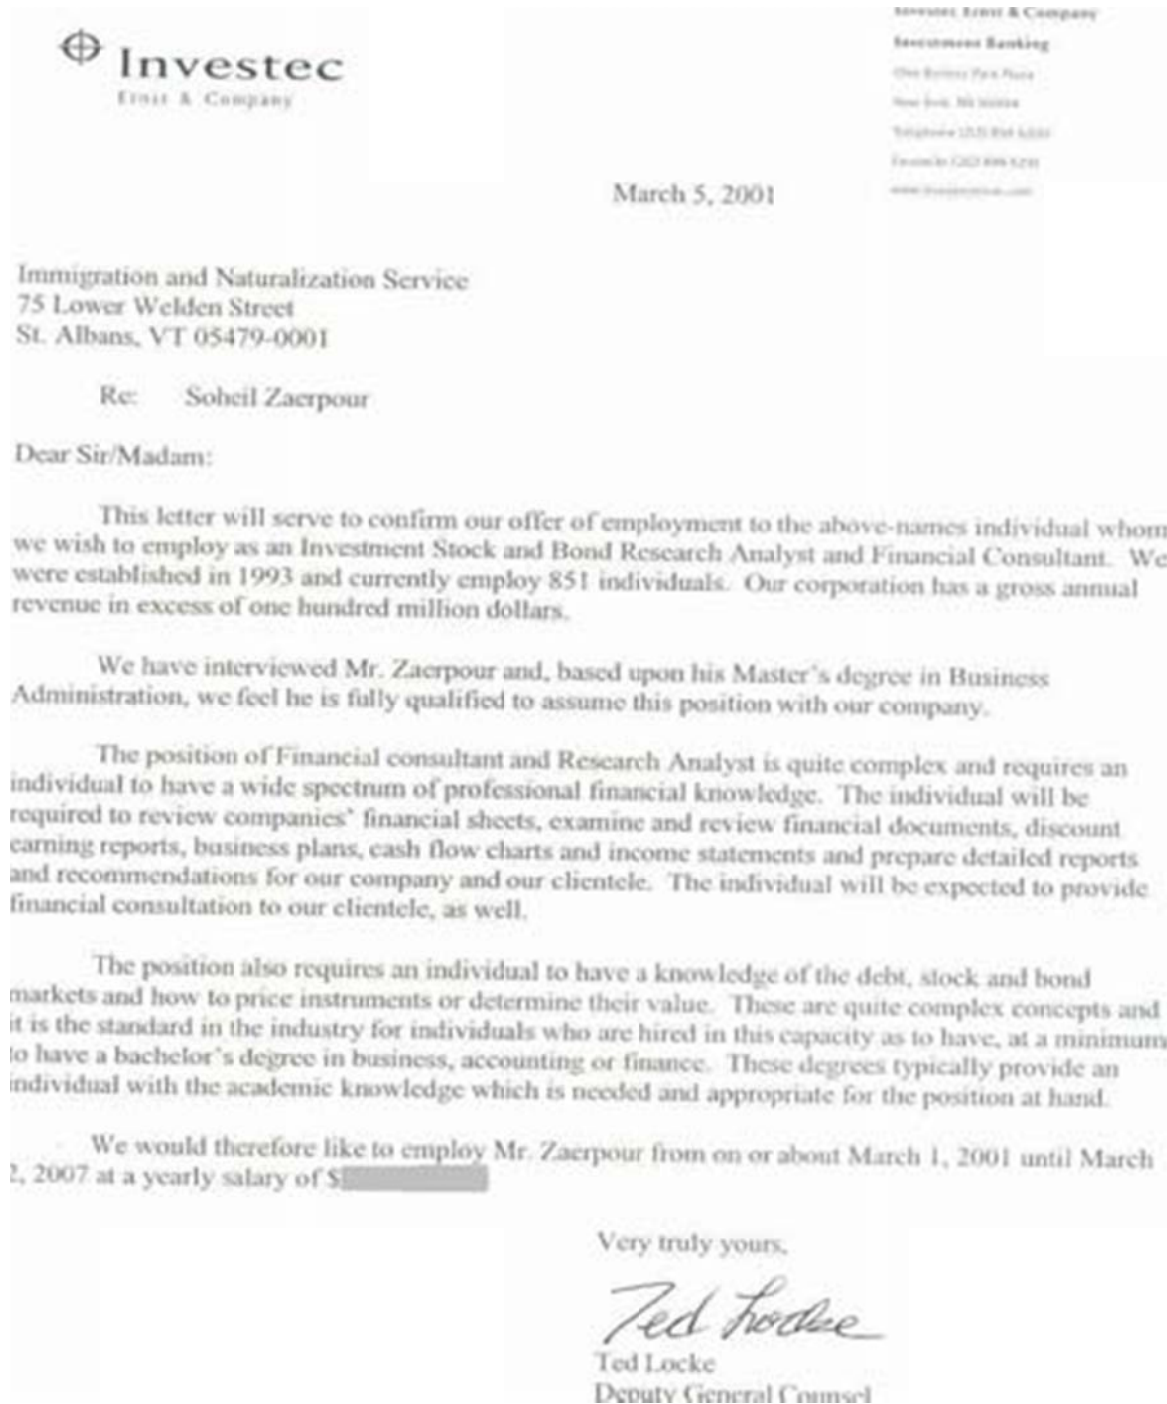 Investec
Ernst & Company
Investec Ernst & Company
Investment Banking
March 5, 2001
Immigration and Naturalization Service
75 Lower Welden Street
St. Albans, VT 05479-0001
Re: Soheil Zaerpour
Dear Sir/Madam:
This letter will serve to confirm our offer of employment to the above-names individual whom
we wish to employ as an Investment Stock and Bond Research Analyst and Financial Consultant. We
were established in 1993 and currently employ 851 individuals. Our corporation has a gross annual
revenue in excess of one hundred million dollars.
We have interviewed Mr. Zaerpour and, based upon his Master's degree in Business
Administration, we feel he is fully qualified to assume this position with our company.
The position of Financial consultant and Research Analyst is quite complex and requires an
individual to have a wide spectrum of professional financial knowledge. The individual will be
required to review companies' financial sheets, examine and review financial documents, discount
earning reports, business plans, cash flow charts and income statements and prepare detailed reports
and recommendations for our company and our clientele. The individual will be expected to provide
financial consultation to our clientele, as well.
The position also requires an individual to have a knowledge of the debt, stock and bond
markets and how to price instruments or determine their value. These are quite complex concepts and
it is the standard in the industry for individuals who are hired in this capacity as to have, at a minimum
to have a bachelor's degree in business, accounting or finance. These degrees typically provide an
individual with the academic knowledge which is needed and appropriate for the position at hand.
We would therefore like to employ Mr. Zaerpour from on or about March 1, 2001 until March
2, 2007 at a yearly salary of $
Very truly yours,
Ted Locke
Ted Locke
Deputy General Counsel